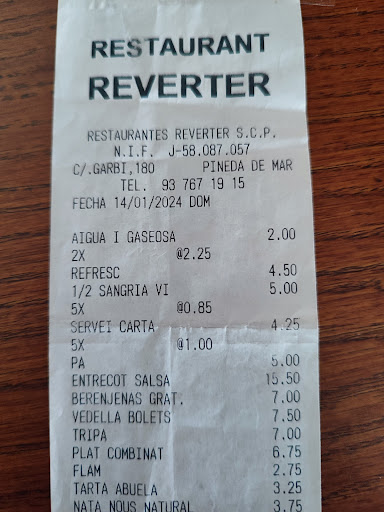 RESTAURANT
REVERTER
RESTAURANTES REVERTER S.C.P.
N.I.F. J-58.087.057
C/.GARBI,180 PINEDA DE MAR
TEL. 93 767 19 15
FECHA 14/01/2024 DOM
AIGUA I GASEOSA 2.00
2X @2.25
REFRESC 4.50
1/2 SANGRIA VI 5.00
5X @0.85
SERVEI CARTA 4.25
5X @1.00
PA 5.00
ENTRECOT SALSA 15.50
BERENJENAS GRAT. 7.00
VEDELLA BOLETS 7.50
TRIPA 7.00
PLAT COMBINAT 6.75
FLAM 2.75
TARTA ABUELA 3.25
NATA NOUS NATURAL 3.75